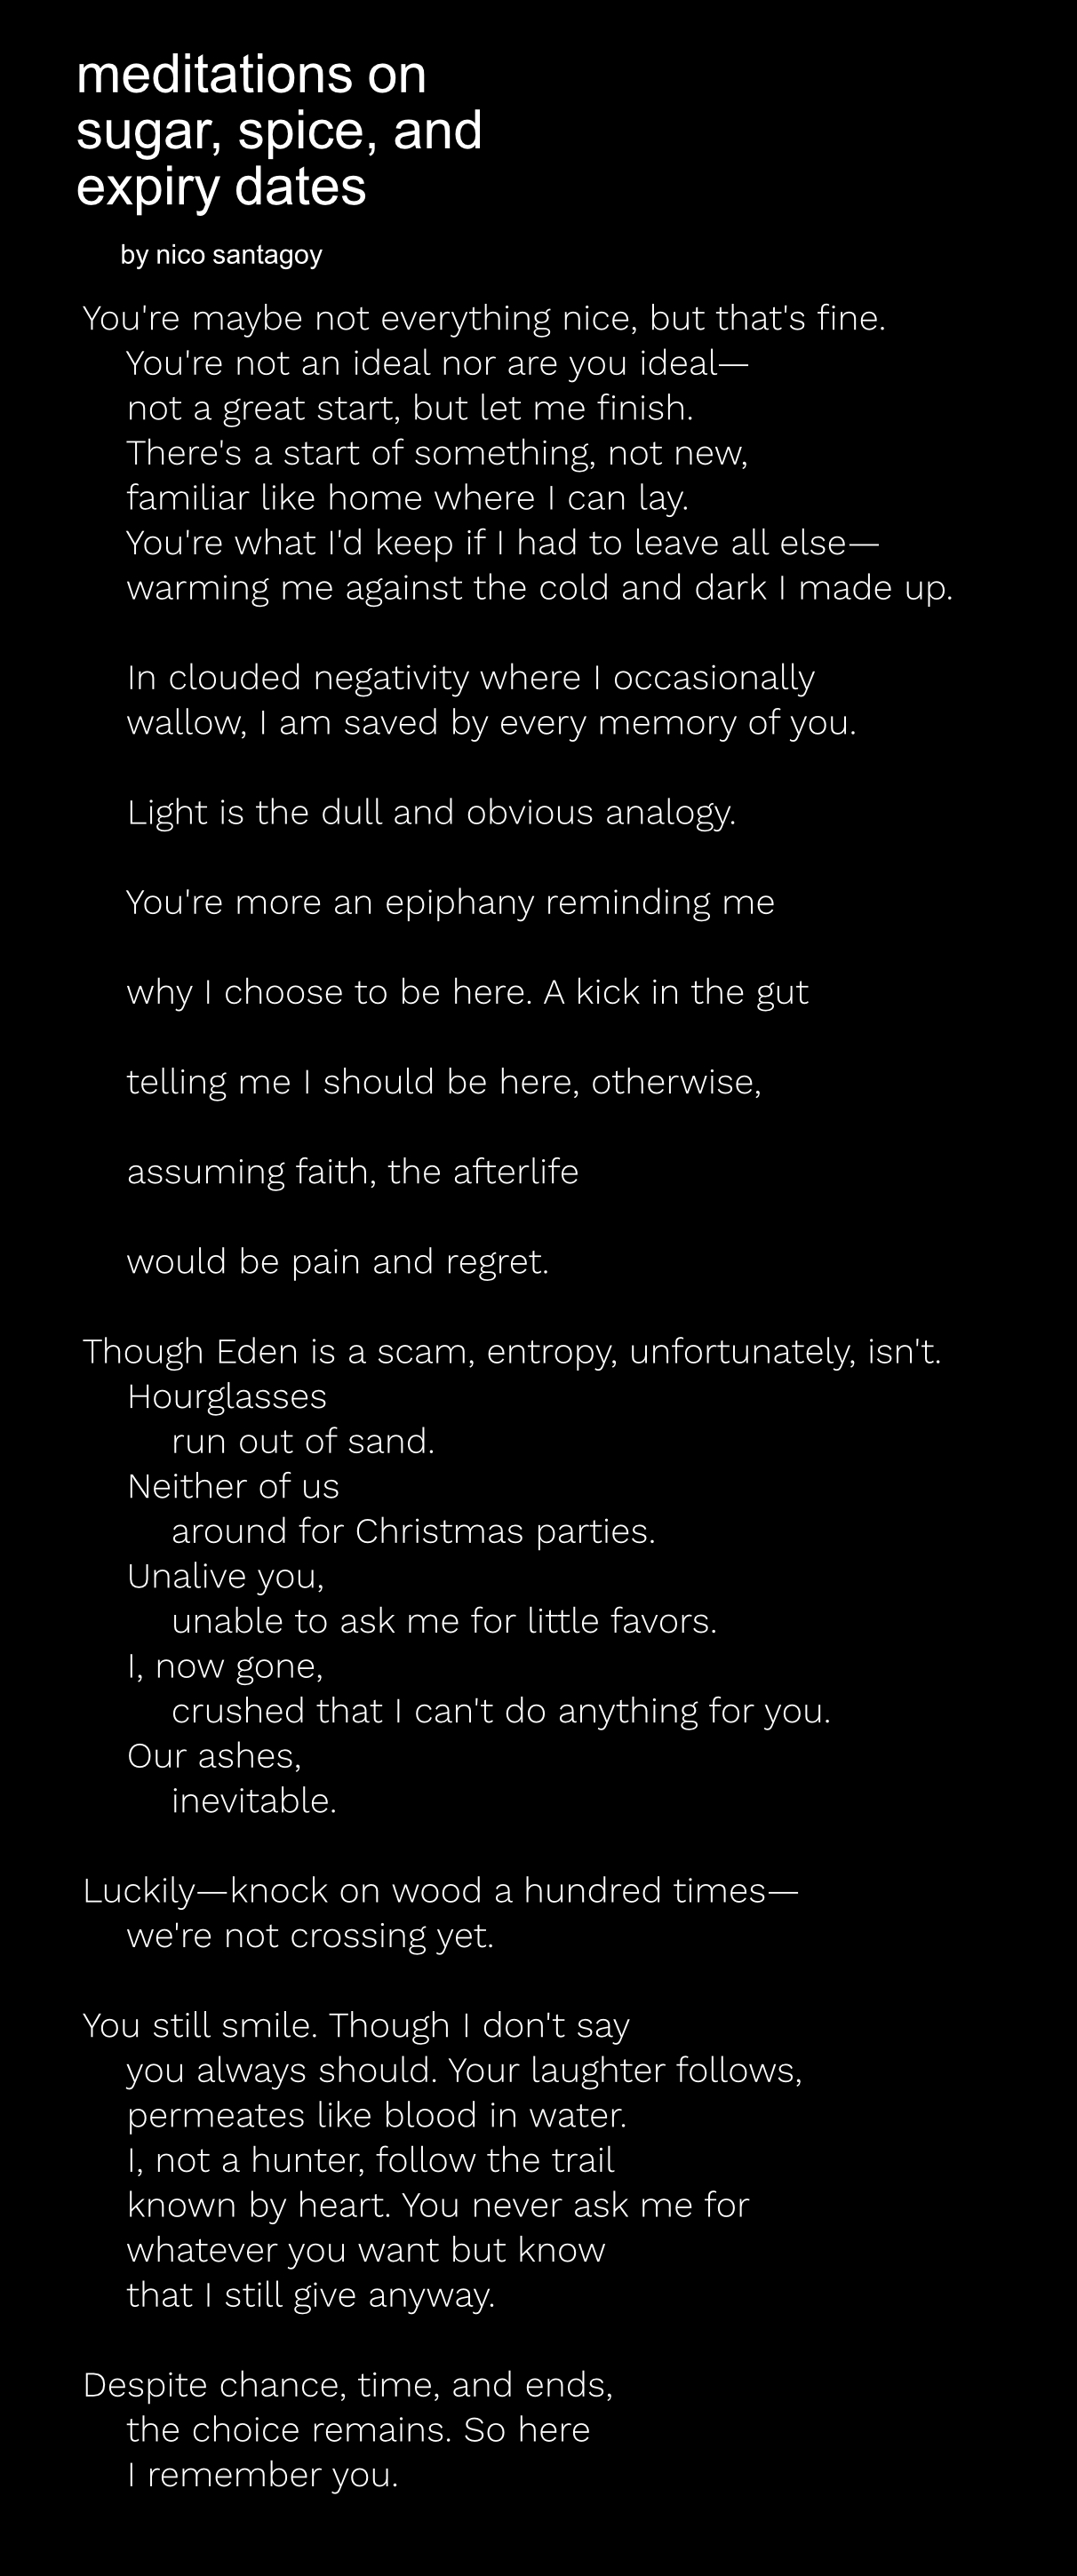 meditations on
sugar, spice, and
expiry dates
by nico santagoy
You're maybe not everything nice, but that's fine.
You're not an ideal nor are you ideal—
not a great start, but let me finish.
There's a start of something, not new,
familiar like home where I can lay.
You're what I'd keep if I had to leave all else—
warming me against the cold and dark I made up.
In clouded negativity where I occasionally
wallow, I am saved by every memory of you.
Light is the dull and obvious analogy.
You're more an epiphany reminding me
why I choose to be here. A kick in the gut
telling me I should be here, otherwise,
assuming faith, the afterlife
would be pain and regret.
Though Eden is a scam, entropy, unfortunately, isn't.
Hourglasses
run out of sand.
Neither of us
around for Christmas parties.
Unalive you,
unable to ask me for little favors.
I, now gone,
crushed that I can't do anything for you.
Our ashes,
inevitable.
Luckily—knock on wood a hundred times—
we're not crossing yet.
You still smile. Though I don't say
you always should. Your laughter follows,
permeates like blood in water.
I, not a hunter, follow the trail
known by heart. You never ask me for
whatever you want but know
that I still give anyway.
Despite chance, time, and ends,
the choice remains. So here
I remember you.